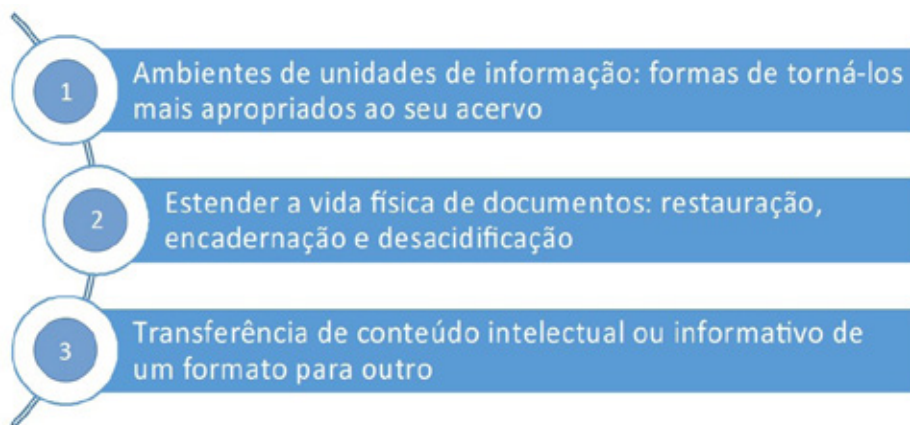 1
Ambientes de unidades de informação: formas de torná-los
mais apropriados ao seu acervo
2
Estender a vida física de documentos: restauração,
encadernação e desacidificação
3
Transferência de conteúdo intelectual ou informativo de
um formato para outro